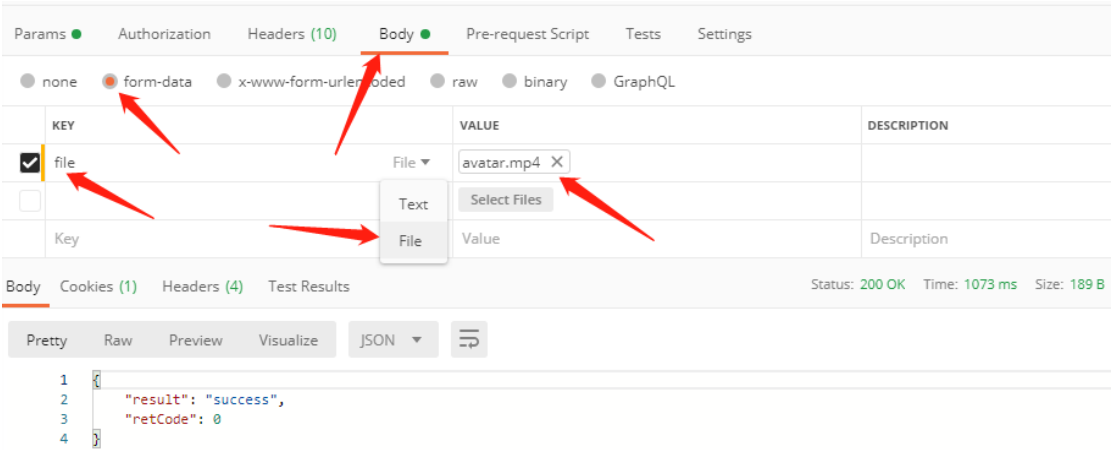 Params Authorization Headers (10) Body Pre-request Script Tests Settings
none form-data x-www-form-urlencoded raw binary GraphQL
KEY VALUE DESCRIPTION
file File avatar.mp4
Text Select Files
Key File Value Description
Body Cookies (1) Headers (4) Test Results Status: 200 OK Time: 1073 ms Size: 189 B
Pretty Raw Preview Visualize JSON
1 {
2 "result": "success",
3 "retCode": 0
4 }